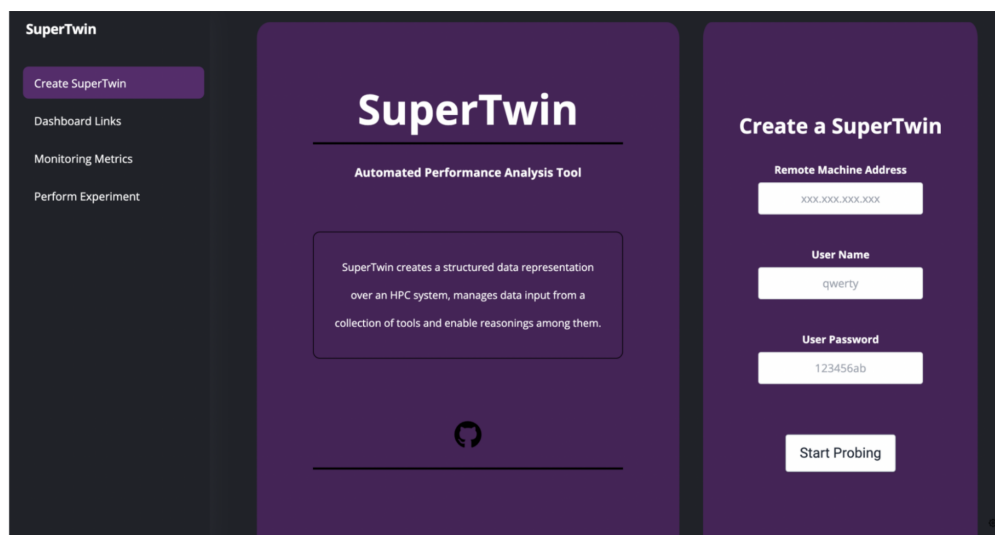 SuperTwin
Create SuperTwin
Dashboard Links
Monitoring Metrics
Perform Experiment
SuperTwin
Automated Performance Analysis Tool
SuperTwin creates a structured data representation
over an HPC system, manages data input from a
collection of tools and enable reasonings among them.
Create a SuperTwin
Remote Machine Address
xxx.xxx.xxx.xxx
User Name
qwerty
User Password
123456ab
Start Probing